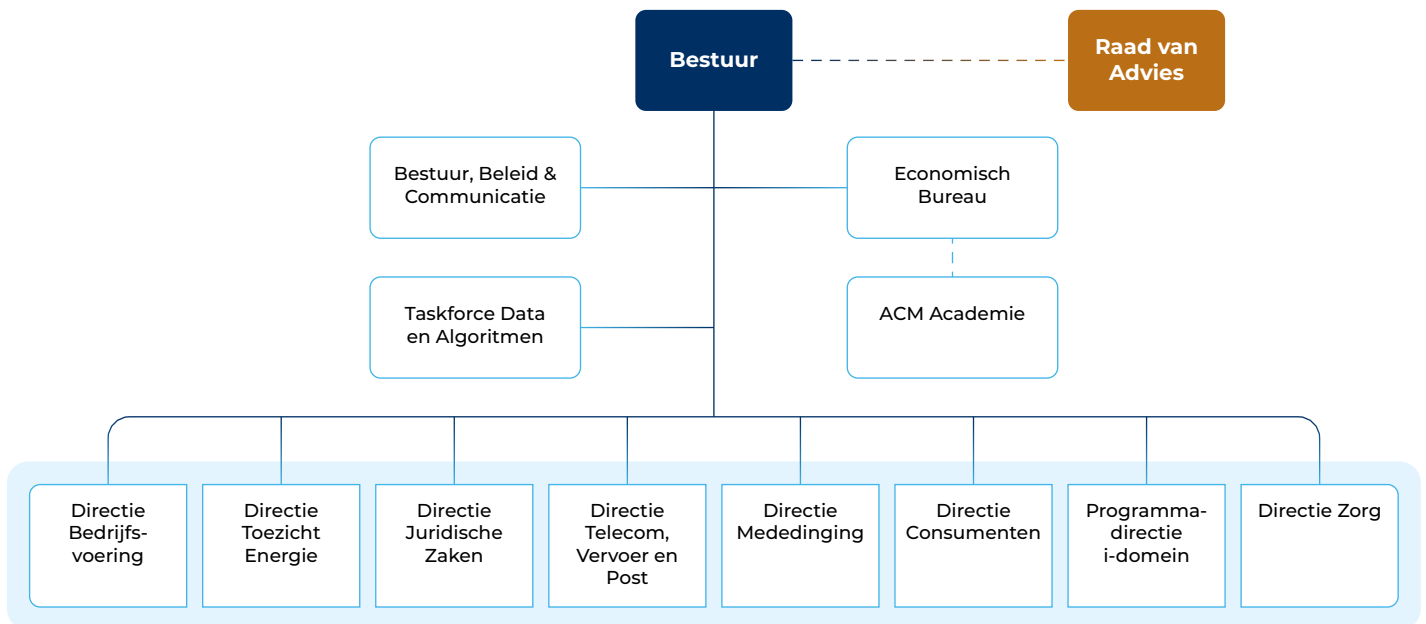 Bestuur
Raad van
Advies
Bestuur, Beleid &
Communicatie
Economisch
Bureau
Taskforce Data
en Algoritmen
ACM Academie
Directie
Bedrijfs-
voering
Directie
Toezicht
Energie
Directie
Juridische
Zaken
Directie
Telecom,
Vervoer en
Post
Directie
Mededinging
Directie
Consumenten
Programma-
directie
i-domein
Directie Zorg